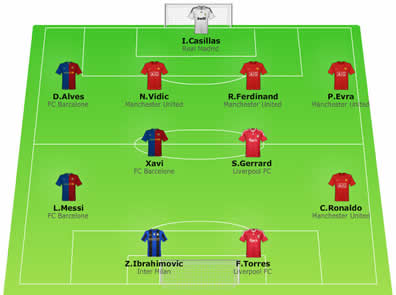 I.Casillas
Real Madrid
D.Alves
FC Barcelone
N.Vidic
Manchester United
R.Ferdinand
Manchester United
P.Evra
Manchester United
Xavi
FC Barcelone
S.Gerrard
Liverpool FC
L.Messi
FC Barcelone
C.Ronaldo
Manchester United
Z.Ibrahimovic
Inter Milan
F.Torres
Liverpool FC